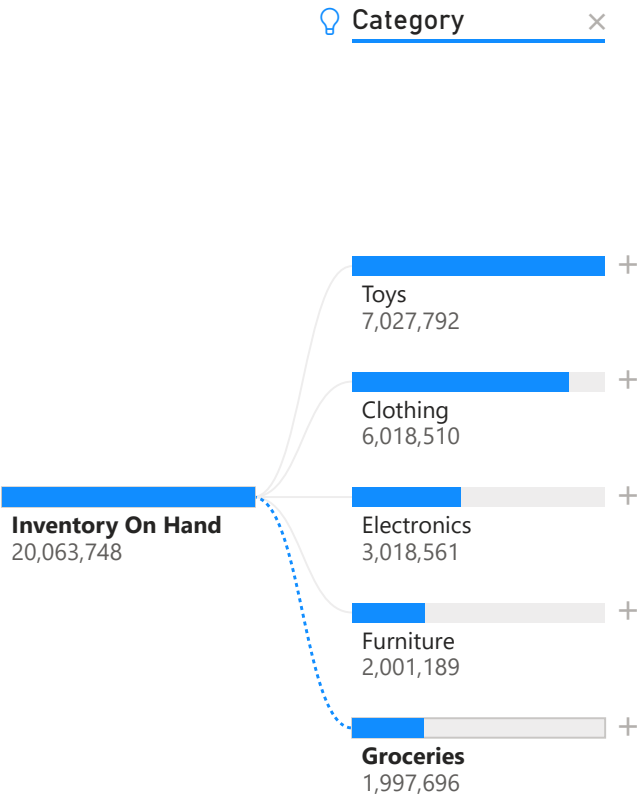 Category
Toys
7,027,792
Clothing
6,018,510
Inventory On Hand
20,063,748
Electronics
3,018,561
Furniture
2,001,189
Groceries
1,997,696